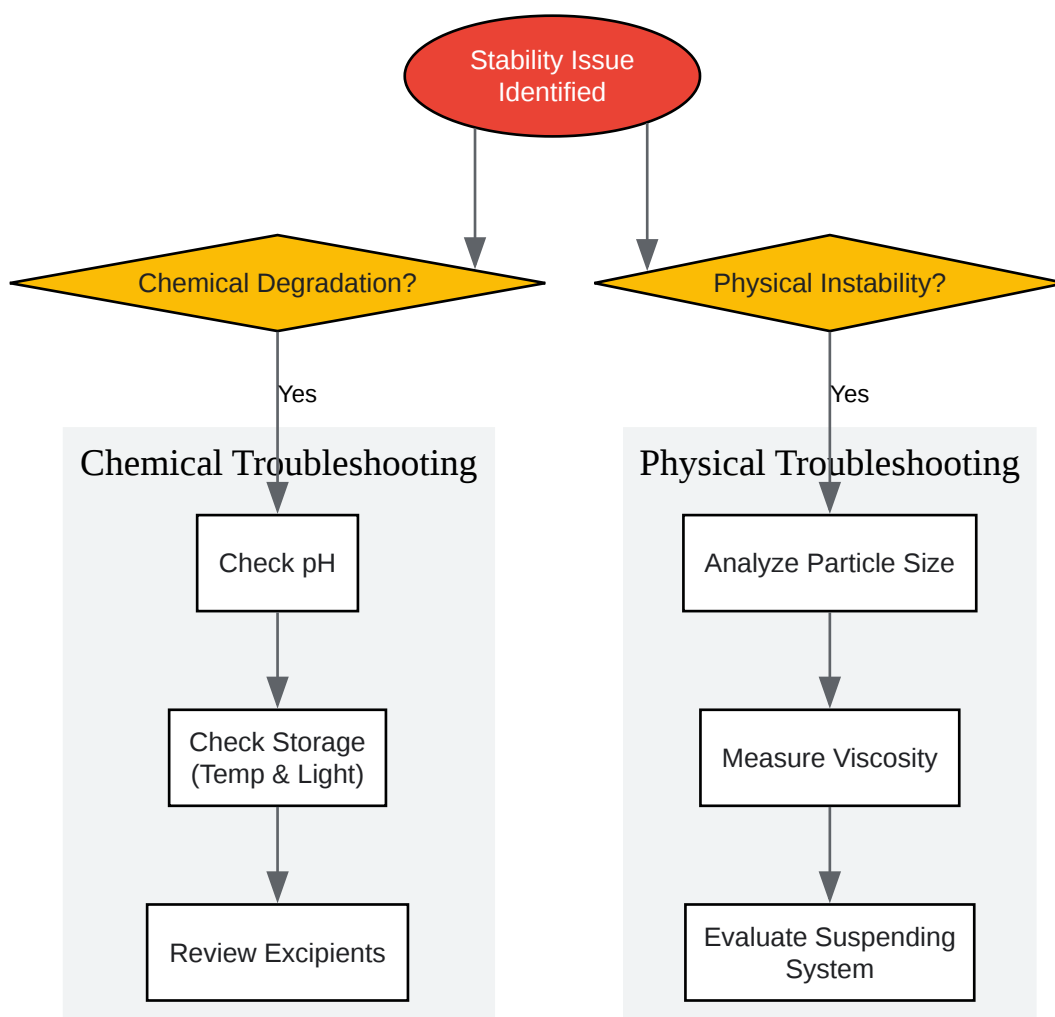 Stability Issue
Identified
Chemical Degradation?
Physical Instability?
Yes
Yes
Chemical Troubleshooting
Physical Troubleshooting
Check pH
Analyze Particle Size
Check Storage
(Temp & Light)
Measure Viscosity
Review Excipients
Evaluate Suspending
System